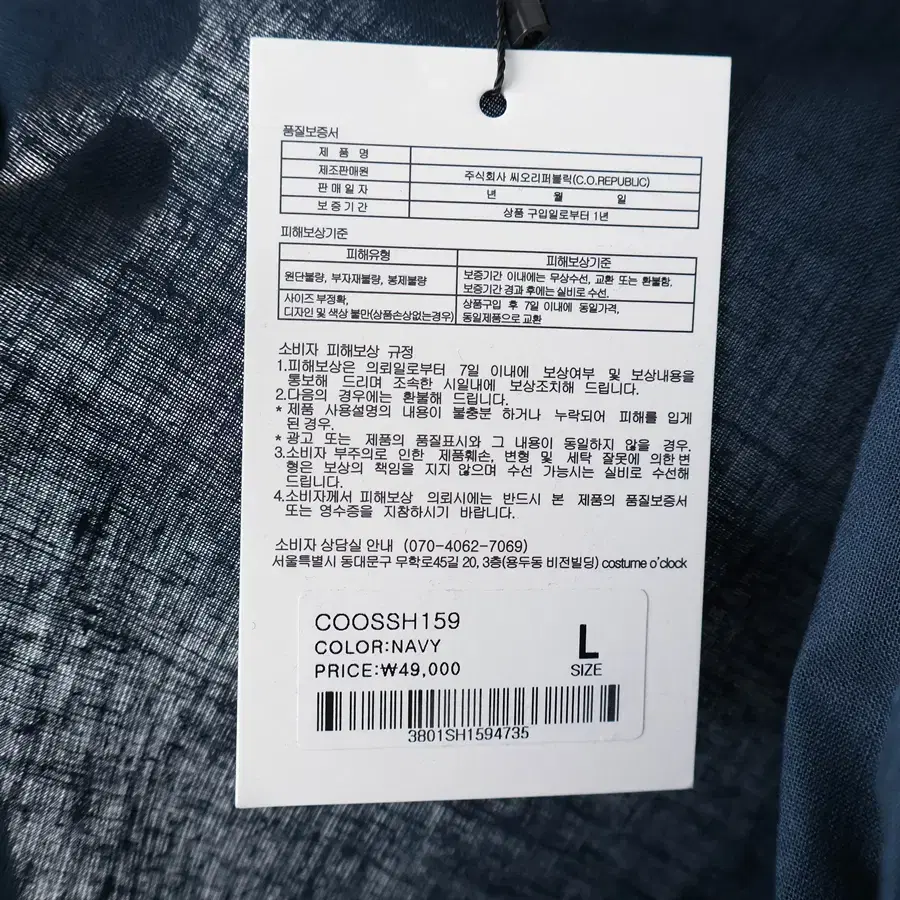 품질보증서
제 품 명
제조판매원 주식회사 씨오리퍼블릭(C.O.REPUBLIC)
판 매 일 자 년 월 일
보 증 기 간 상품 구입일로부터 1년
피해보상기준
피해유형 피해보상기준
원단불량, 부자재불량, 봉제불량 보증기간 이내에는 무상수선, 교환 또는 환불함.
보증기간 경과 후에는 실비로 수선.
사이즈 부정확,
디자인 및 색상 불만(상품손상없는경우) 상품구입 후 7일 이내에 동일가격,
동일제품으로 교환
소비자 피해보상 규정
1.피해보상은 의뢰일로부터 7일 이내에 보상여부 및 보상내용을
통보해 드리며 조속한 시일내에 보상조치해 드립니다.
2.다음의 경우에는 환불해 드립니다.
* 제품 사용설명의 내용이 불충분 하거나 누락되어 피해를 입게
된 경우.
* 광고 또는 제품의 품질표시와 그 내용이 동일하지 않을 경우.
3.소비자 부주의로 인한 제품훼손, 변형 및 세탁 잘못에 의한변
형은 보상의 책임을 지지 않으며 수선 가능시는 실비로 수선해
드립니다.
4.소비자께서 피해보상 의뢰시에는 반드시 본 제품의 품질보증서
또는 영수증을 지참하시기 바랍니다.
소비자 상담실 안내 (070-4062-7069)
서울특별시 동대문구 무학로45길 20, 3층(용두동 비전빌딩) costume o'clock
COOSSH159
COLOR:NAVY
PRICE:₩49,000
L
SIZE
3801SH1594735